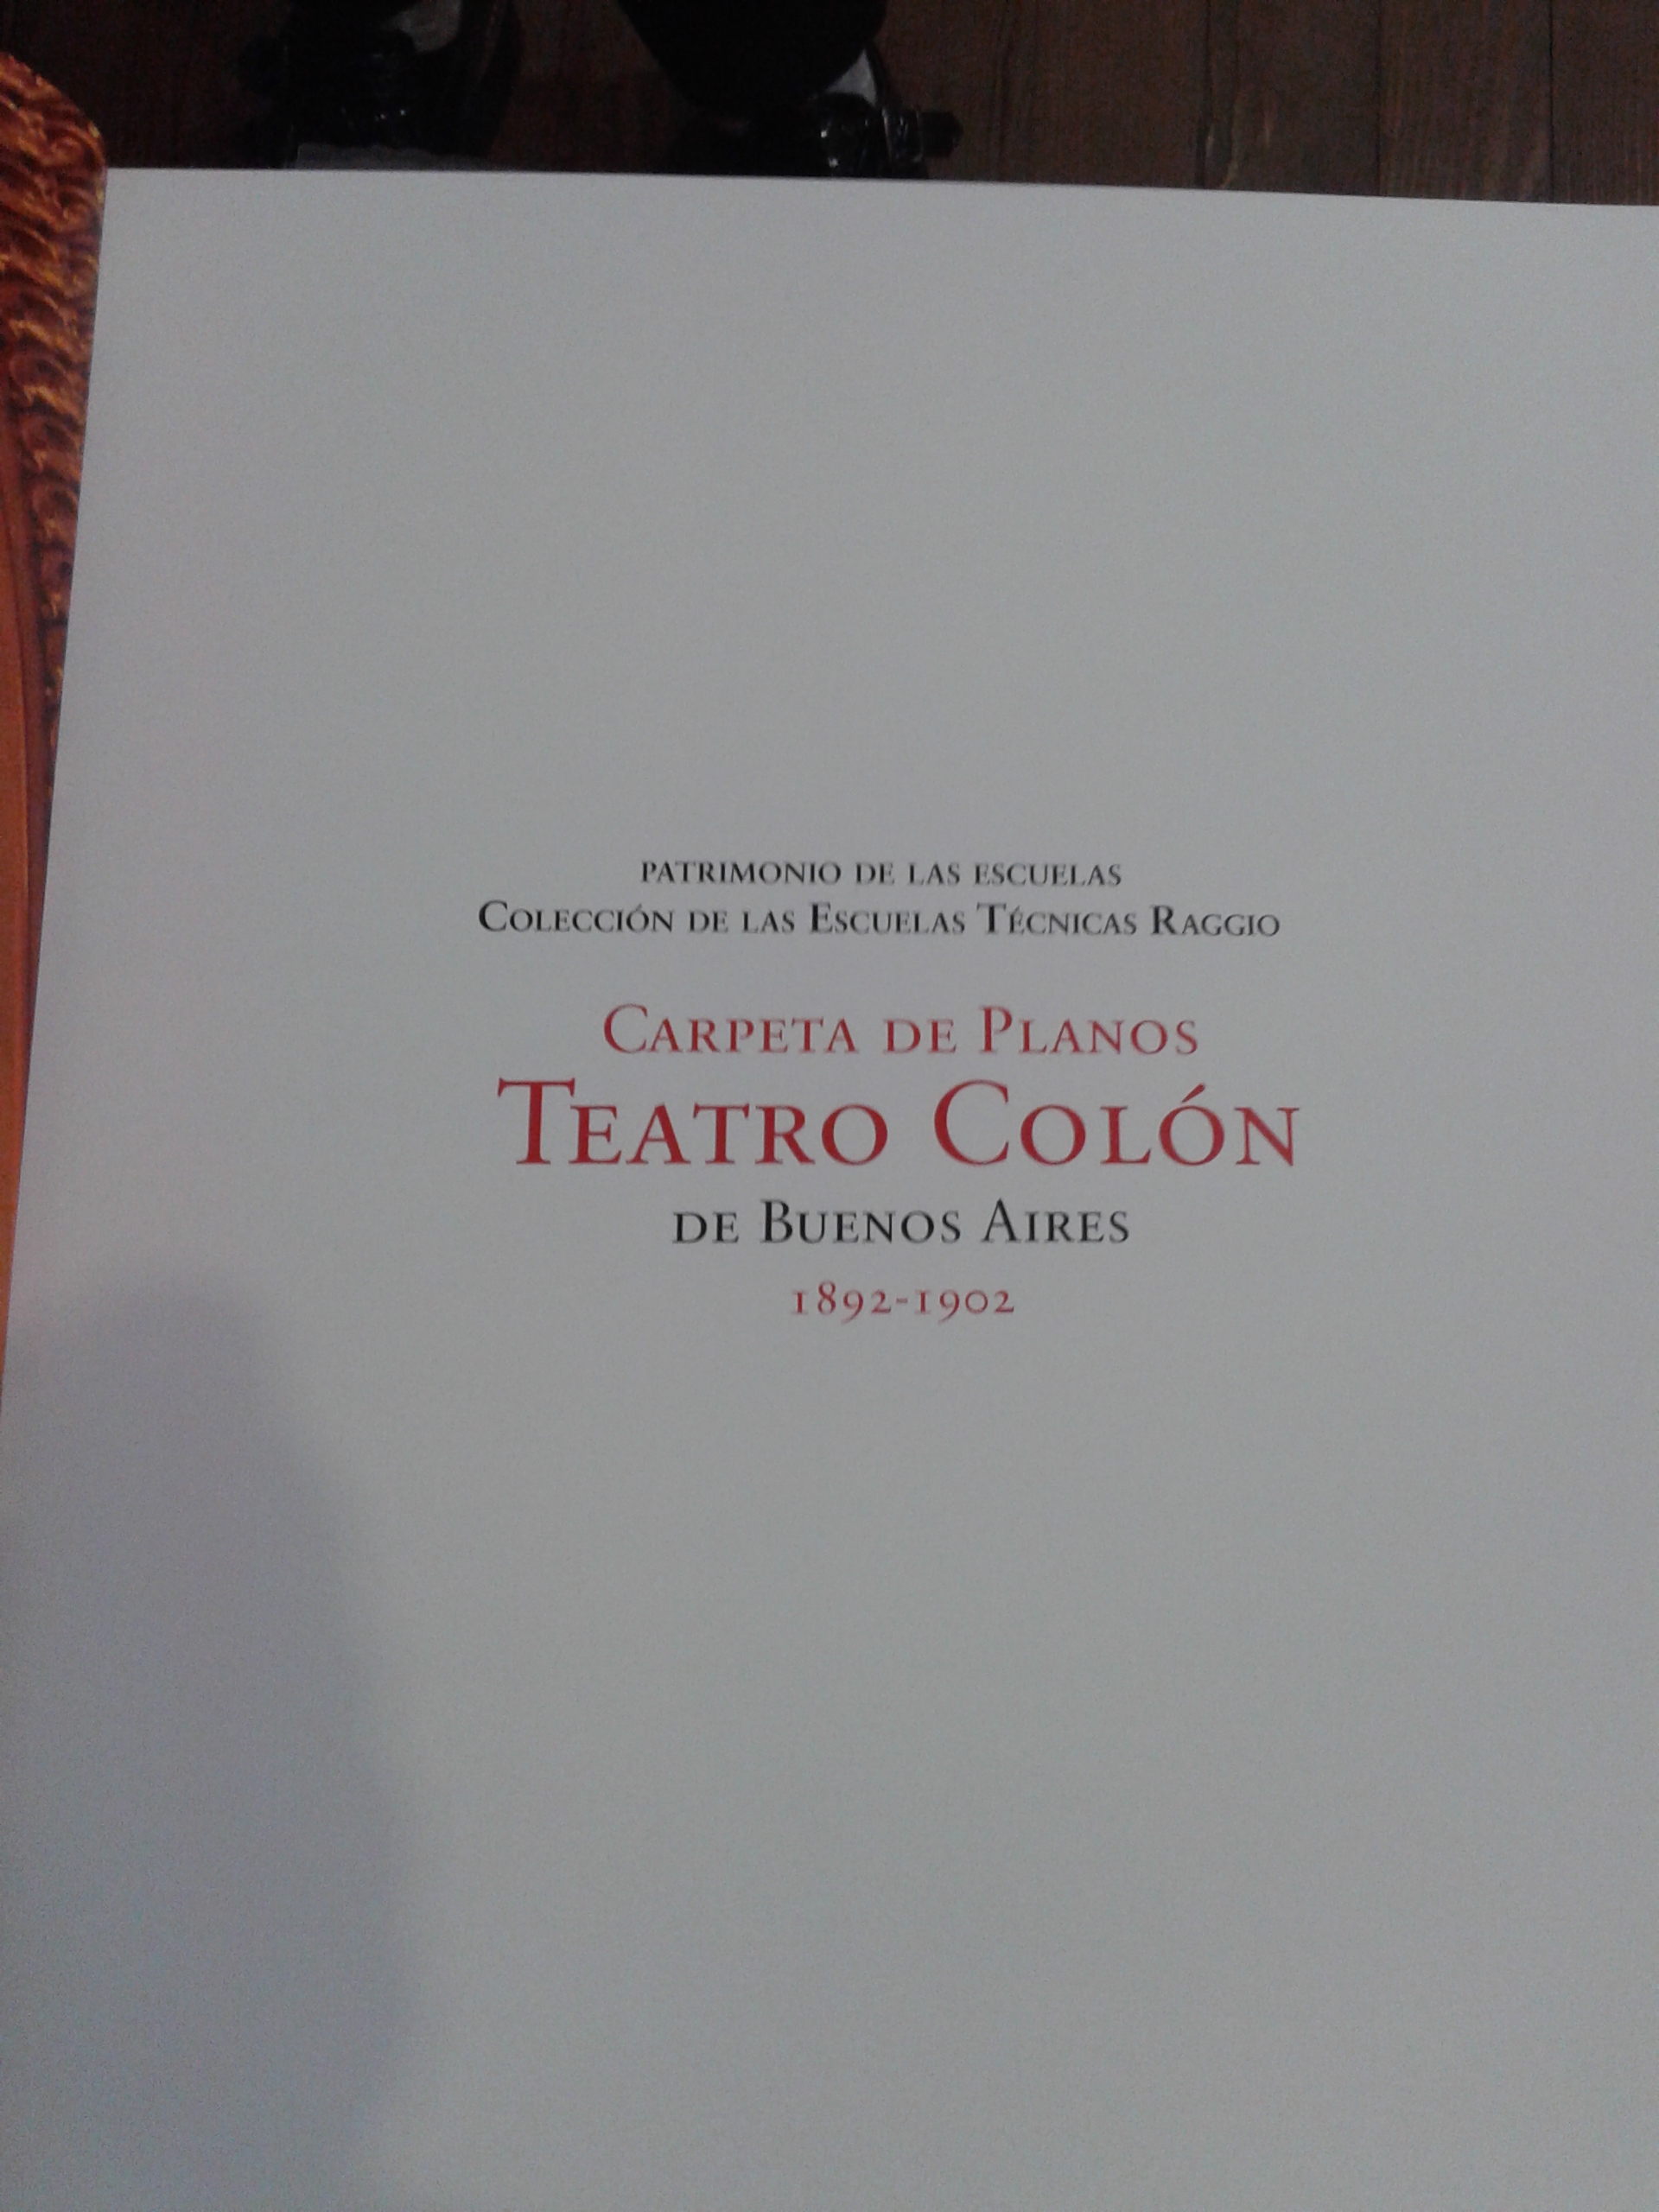 PATRIMONIO DE LAS ESCUELAS
COLECCIÓN DE LAS ESCUELAS TÉCNICAS RAGGIO
CARPETA DE PLANOS
TEATRO COLÓN
DE BUENOS AIRES
1892-1902